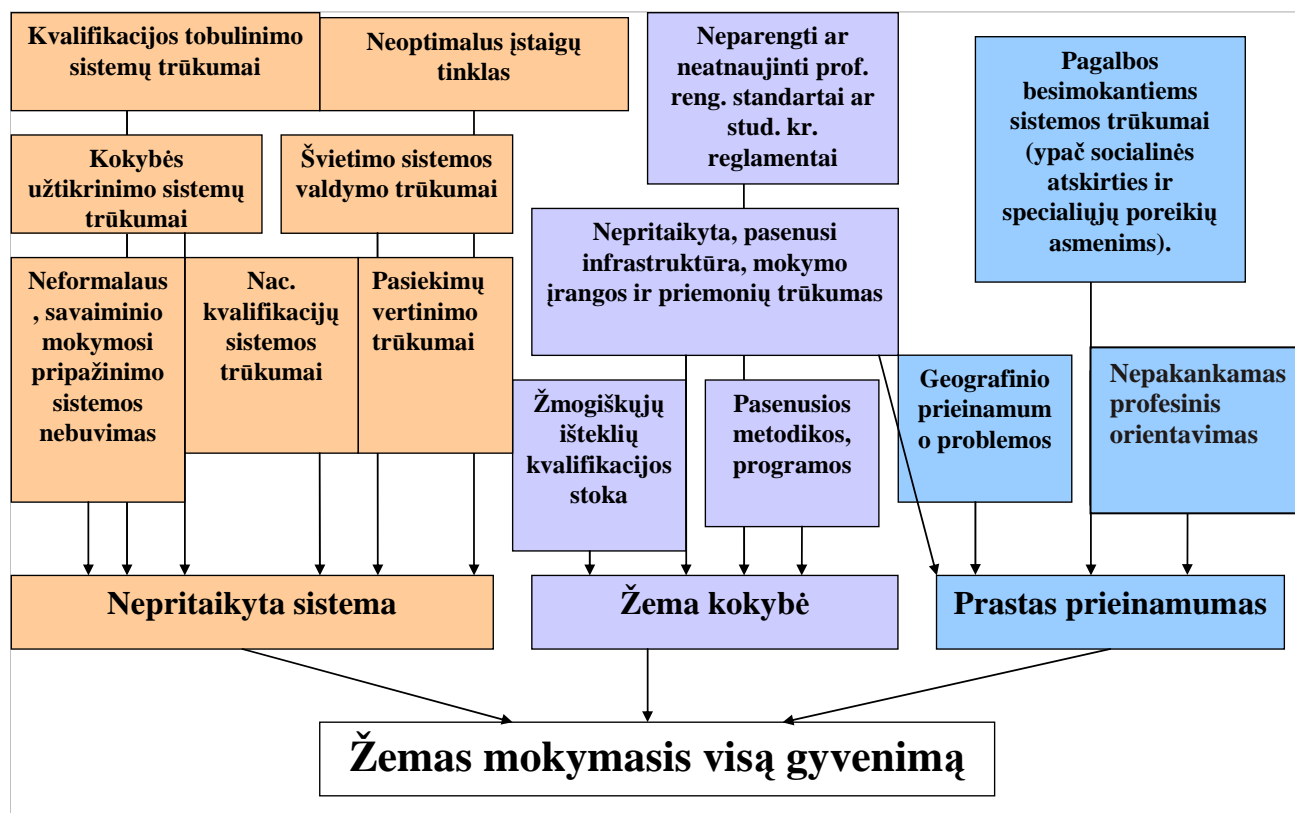 Kvalifikacijos tobulinimo
sistemų trūkumai
Neoptimalus įstaigų
tinklas
Neparengti ar
neatnaujinti prof.
reng. standartai ar
stud. kr.
reglamentai
Pagalbos
besimokantiems
sistemos trūkumai
(ypač socialinės
atskirties ir
specialiųjų poreikių
asmenims).
Kokybės
užtikrinimo sistemų
trūkumai
Švietimo sistemos
valdymo trūkumai
Nepritaikyta, pasenusi
infrastruktūra, mokymo
įrangos ir priemonių trūkumas
Neformalaus
, savaiminio
mokymosi
pripažinimo
sistemos
nebuvimas
Nac.
kvalifikacijų
sistemos
trūkumai
Pasiekimų
vertinimo
trūkumai
Žmogiškųjų
išteklių
kvalifikacijos
stoka
Pasenusios
metodikos,
programos
Geografinio
prieinamum
o problemos
Nepakankamas
profesinis
orientavimas
Nepritaikyta sistema
Žema kokybė
Prastas prieinamumas
Žemas mokymasis visą gyvenimą